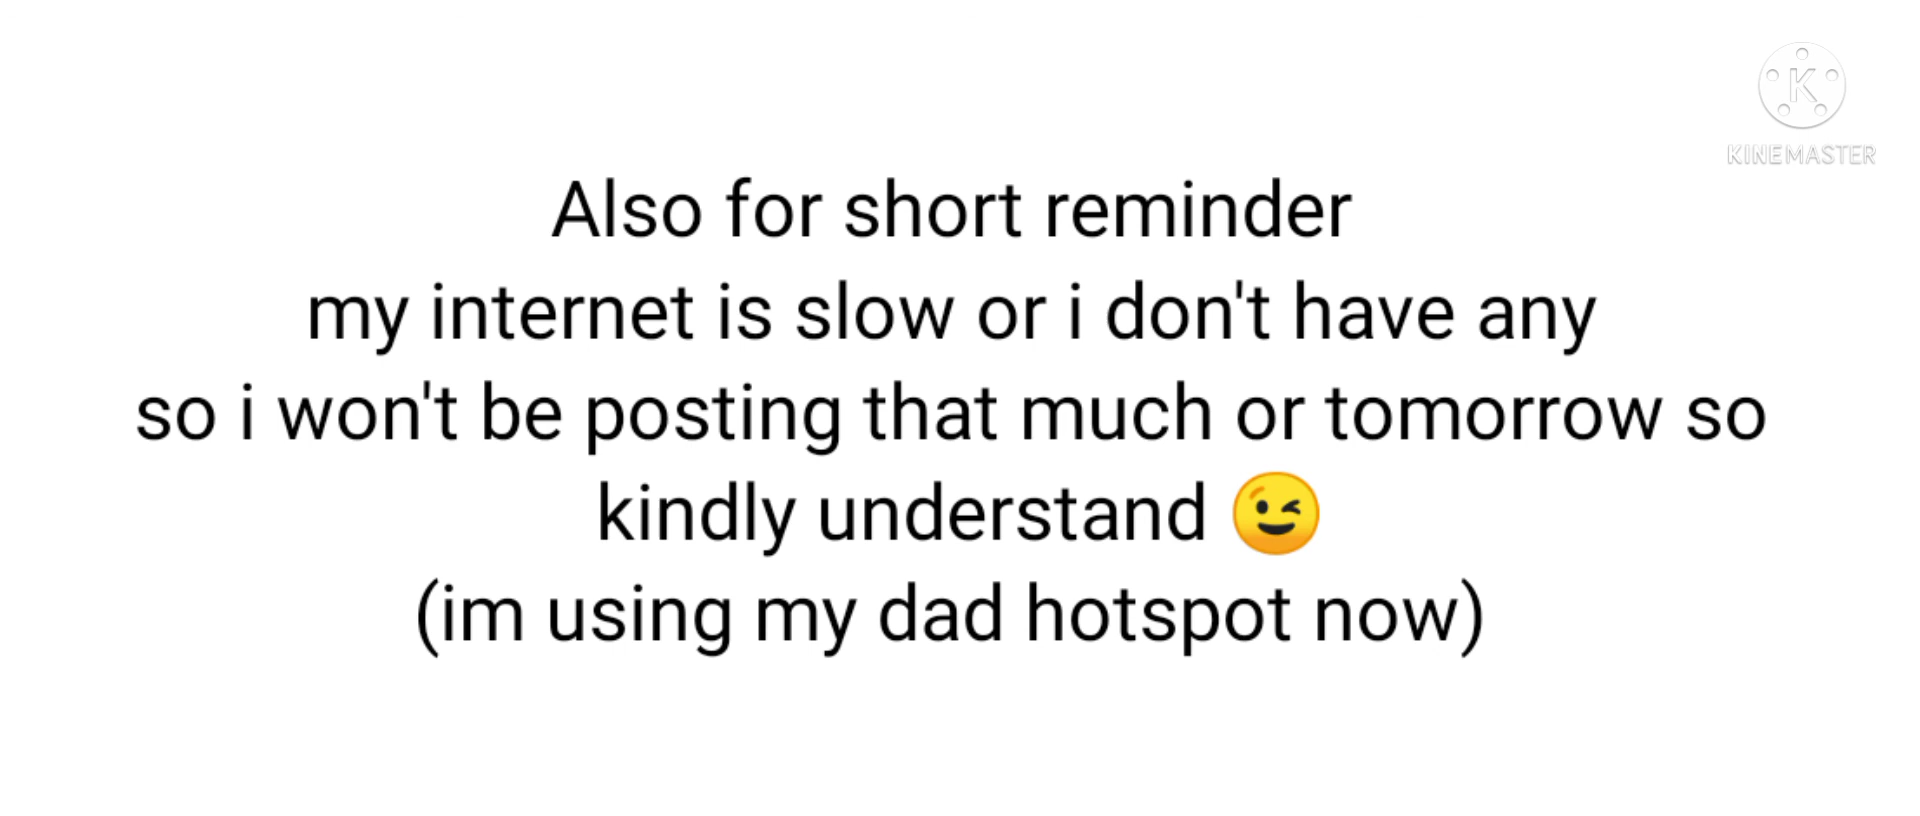 K
KINEMASTER
Also for short reminder
my internet is slow or i don't have any
so i won't be posting that much or tomorrow so
kindly understand 😉
(im using my dad hotspot now)